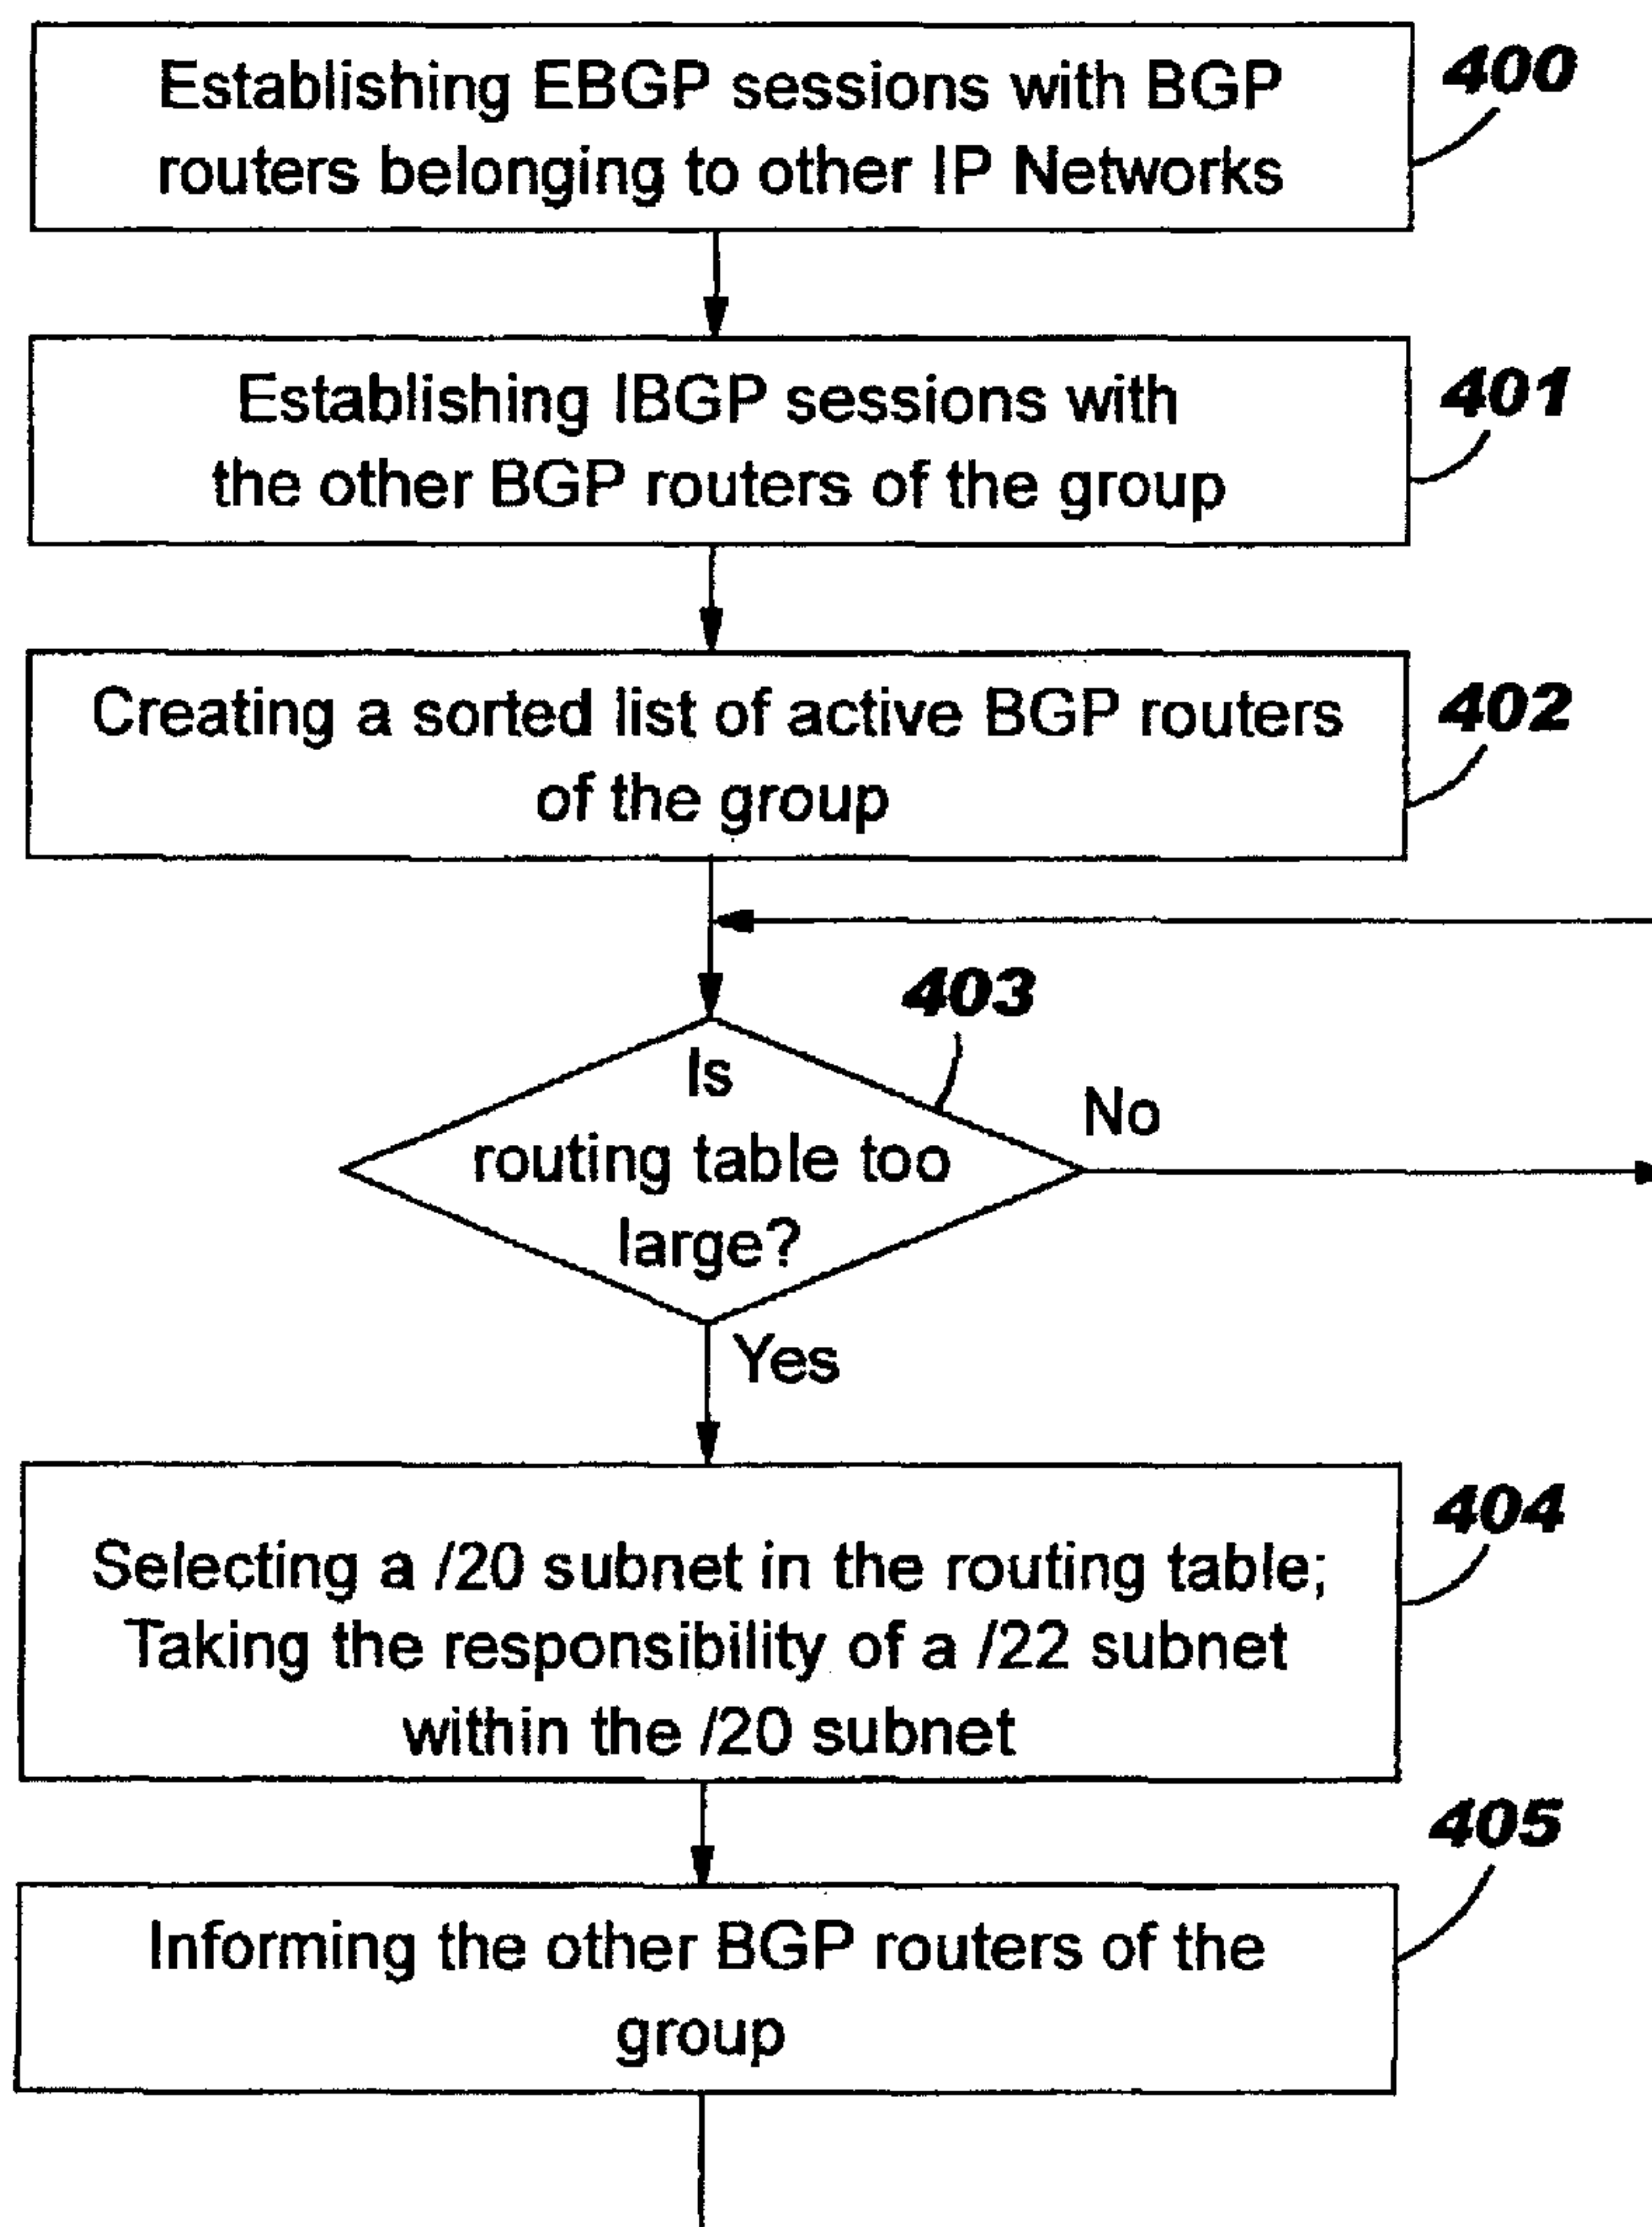 Establishing EBGP sessions with BGP
routers belonging to other IP Networks
400
Establishing IBGP sessions with
the other BGP routers of the group
401
Creating a sorted list of active BGP routers
of the group
402
403
Is
routing table too
large?
No
Yes
Selecting a /20 subnet in the routing table;
Taking the responsibility of a /22 subnet
within the /20 subnet
404
Informing the other BGP routers of the
group
405